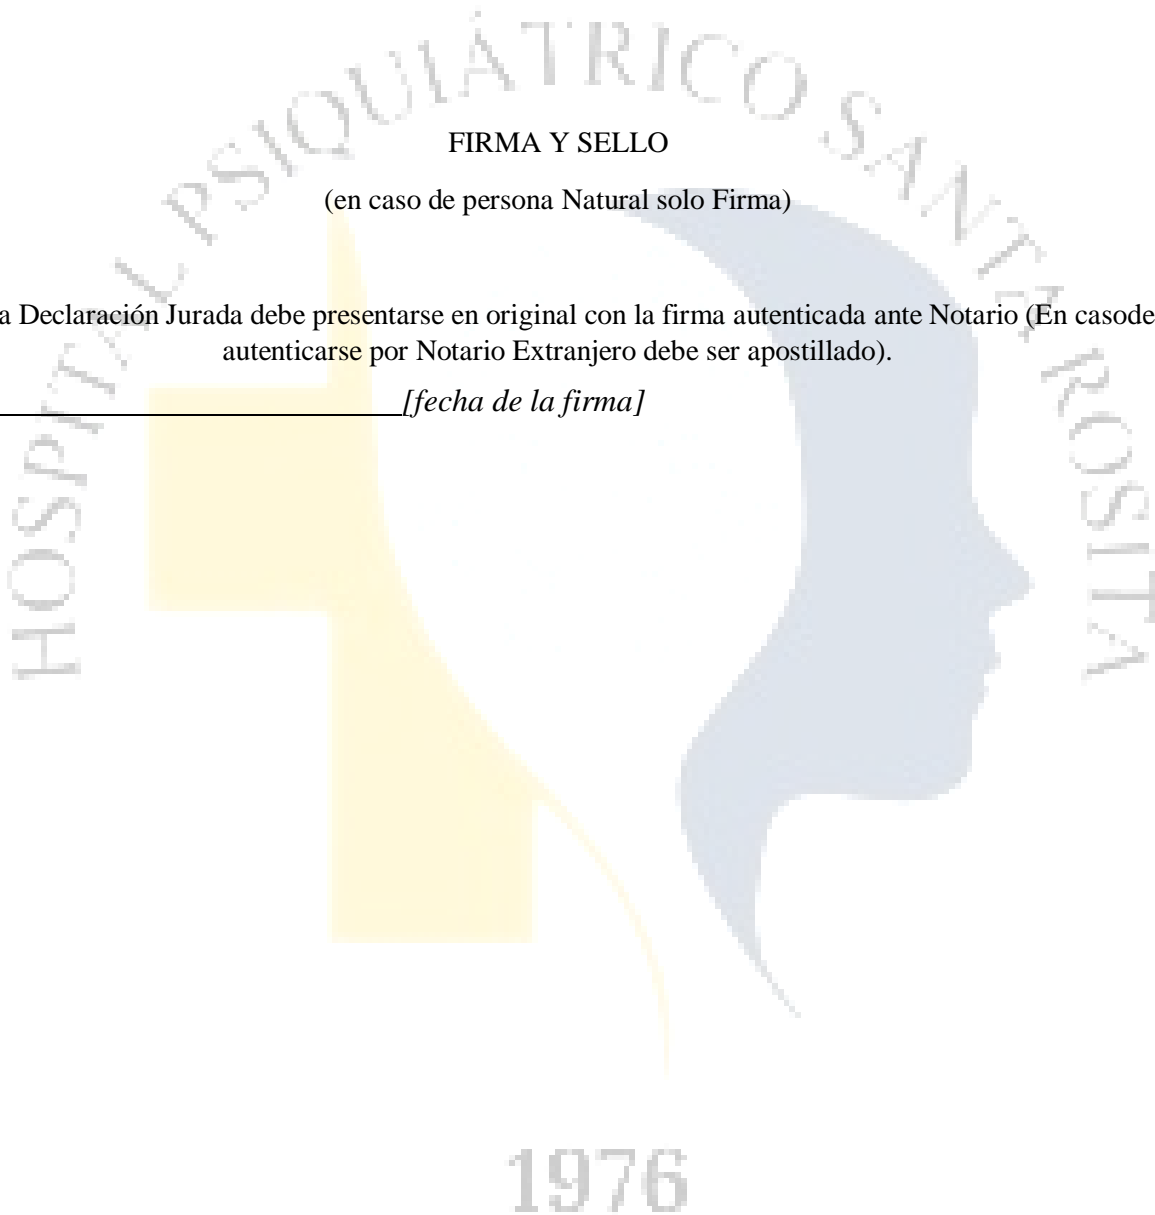 HOSPITAL PSIQUIÁTRICO SANTA ROSITA
FIRMA Y SELLO
(en caso de persona Natural solo Firma)
a Declaración Jurada debe presentarse en original con la firma autenticada ante Notario (En casode
autenticarse por Notario Extranjero debe ser apostillado).
[fecha de la firma]
1976